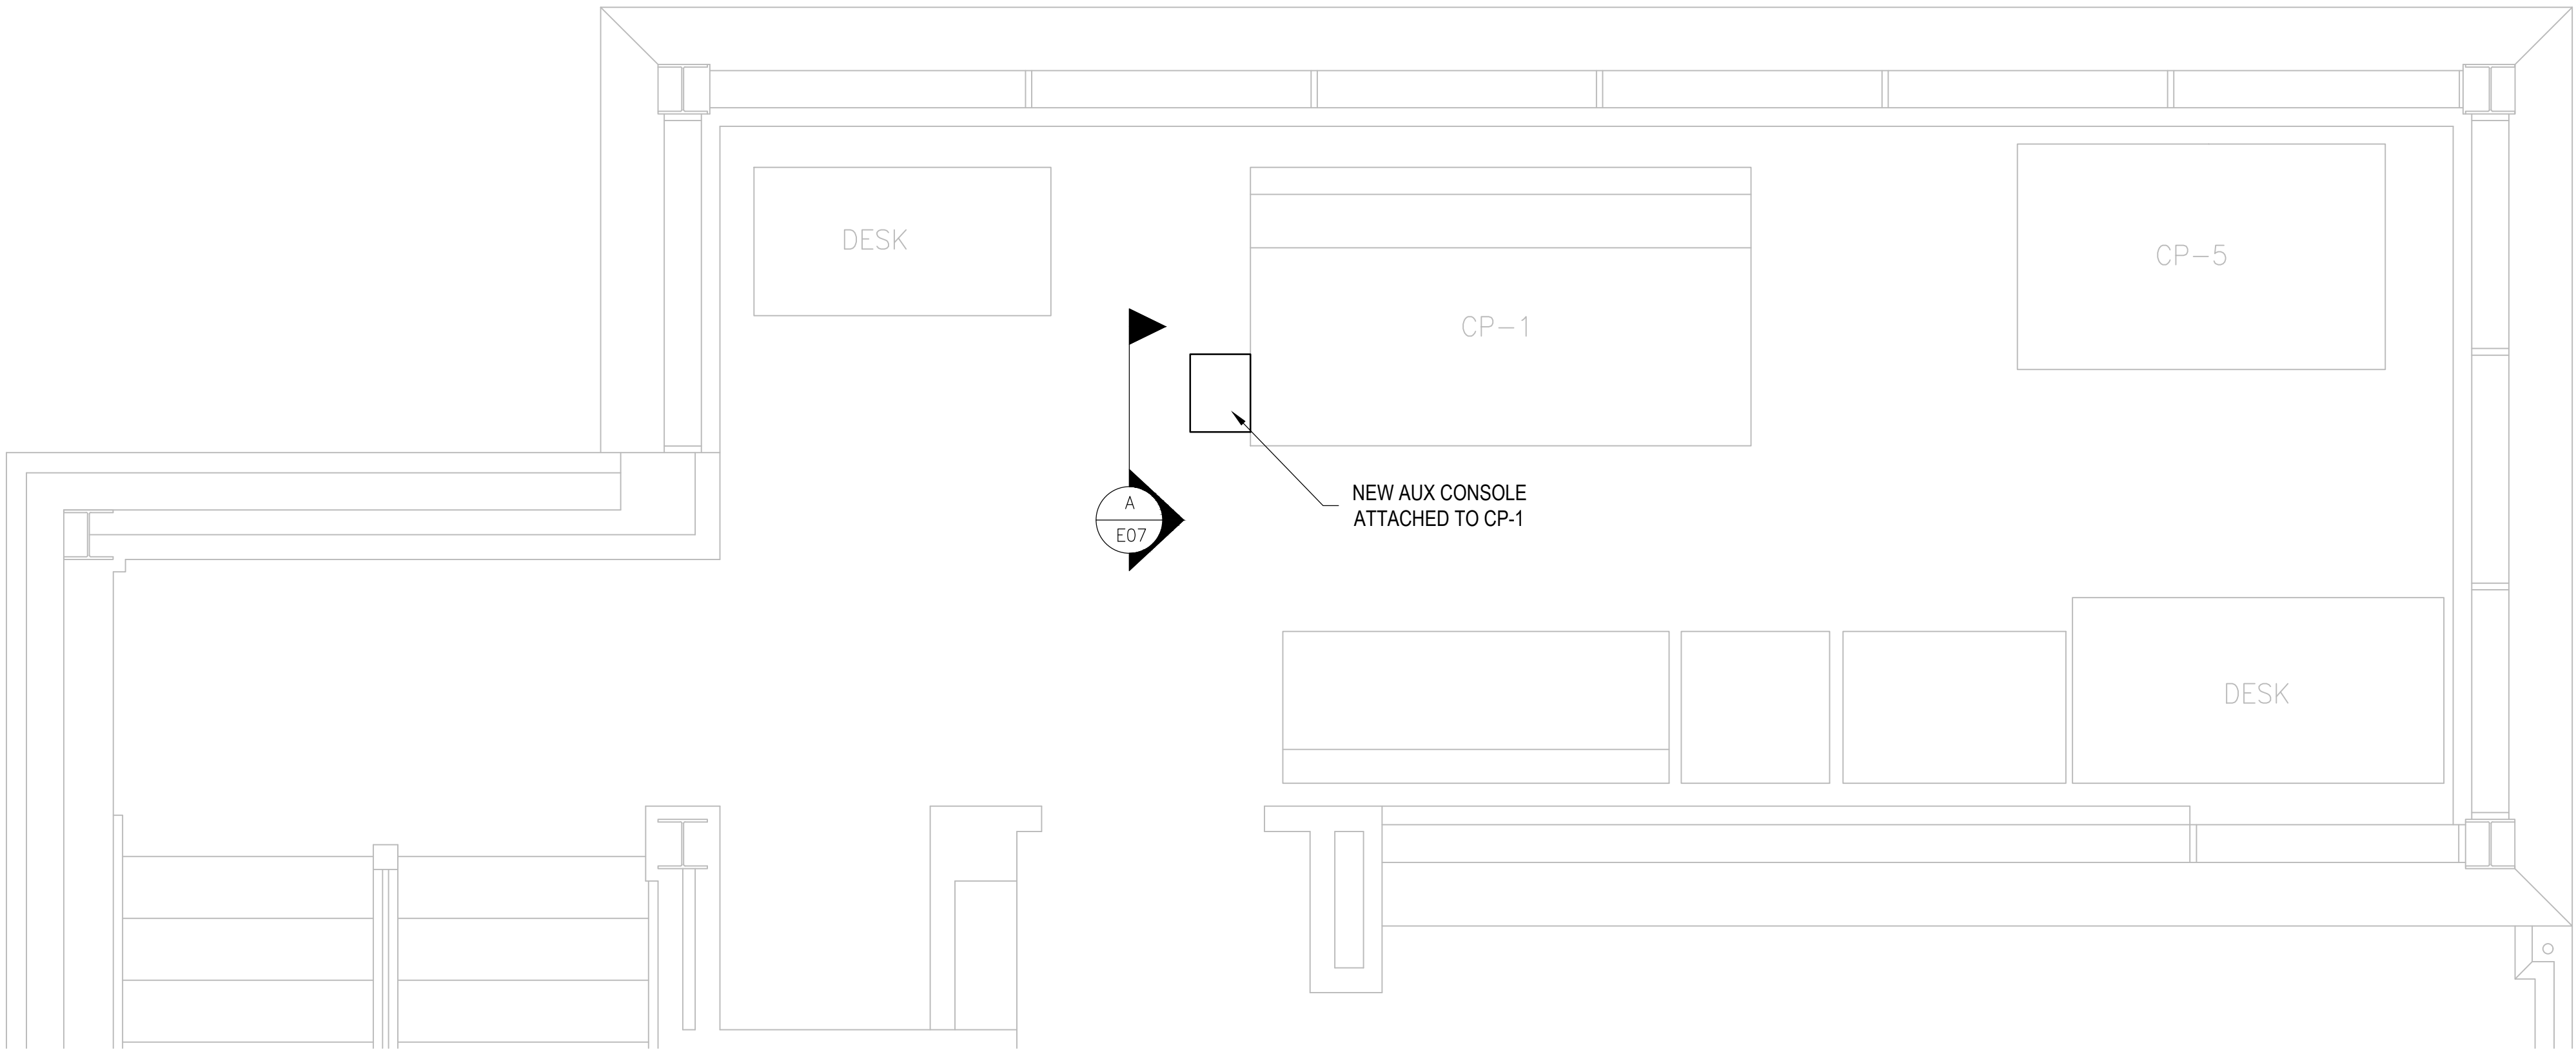 DESK
CP-5
CP-1
NEW AUX CONSOLE
ATTACHED TO CP-1
A
E07
DESK